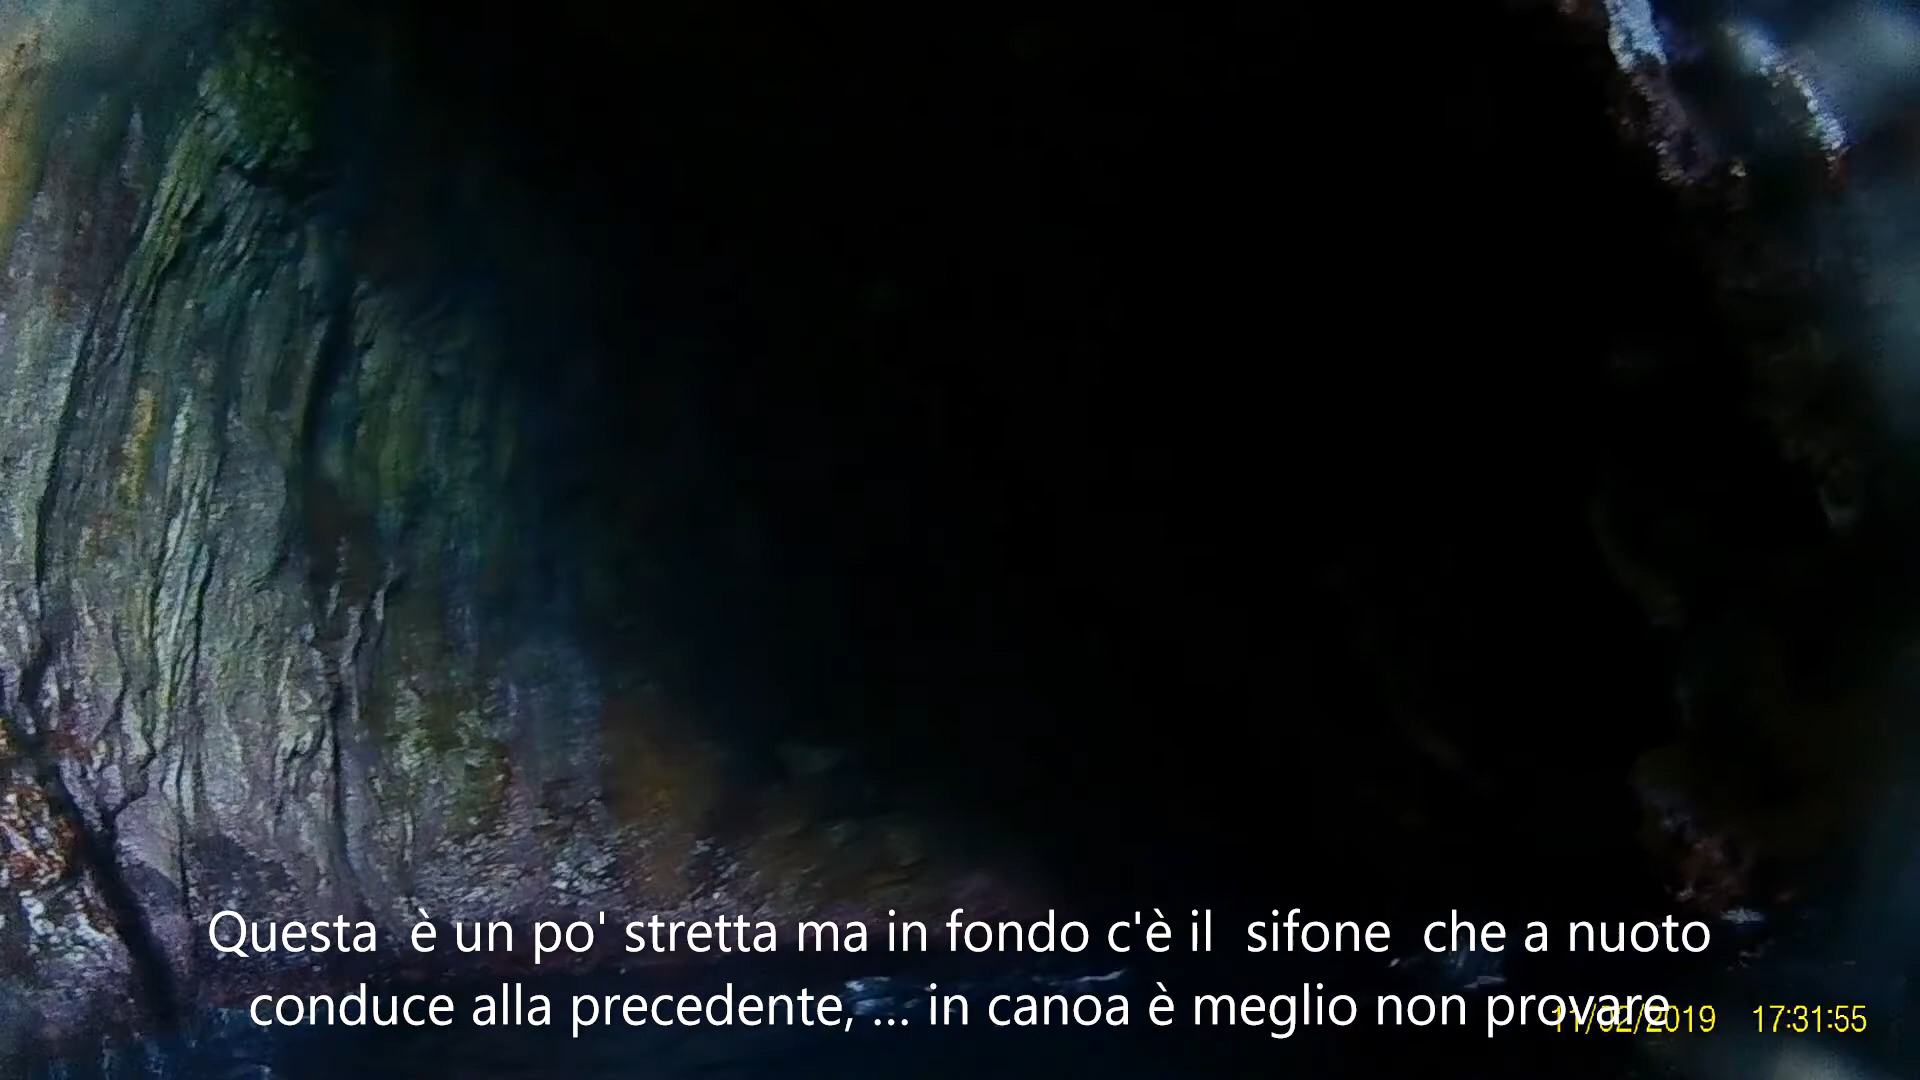 Questa è un po' stretta ma in fondo c'è il sifone che a nuoto
conduce alla precedente, ... in canoa è meglio non provare
11/02/2019 17:31:55